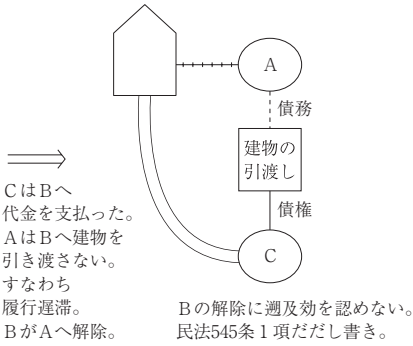 A
債務
建物の
引渡し
債権
C
CはBへ
代金を支払った。
AはBへ建物を
引き渡さない。
すなわち
履行遅滞。
BがAへ解除。
Bの解除に遡及効を認めない。
民法545条1項だだし書き。